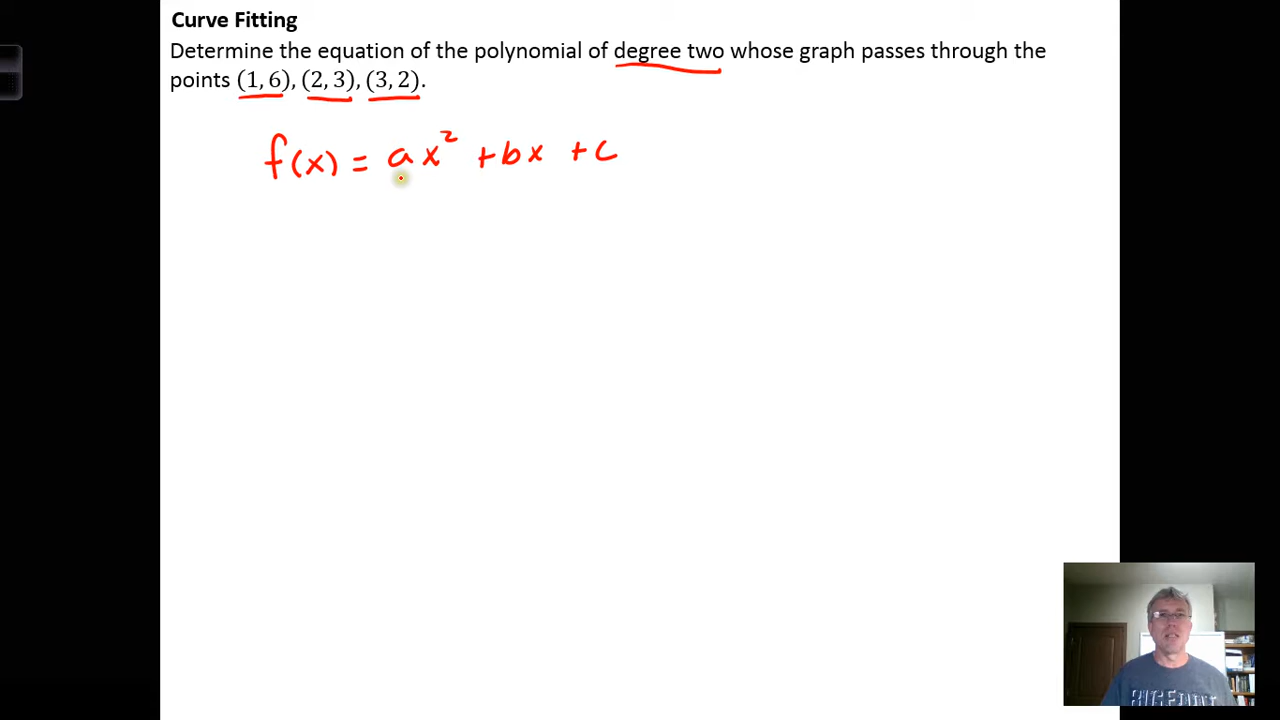 Curve Fitting
Determine the equation of the polynomial of degree two whose graph passes through the
points (1, 6), (2, 3), (3, 2).
f(x) = ax² + bx + c